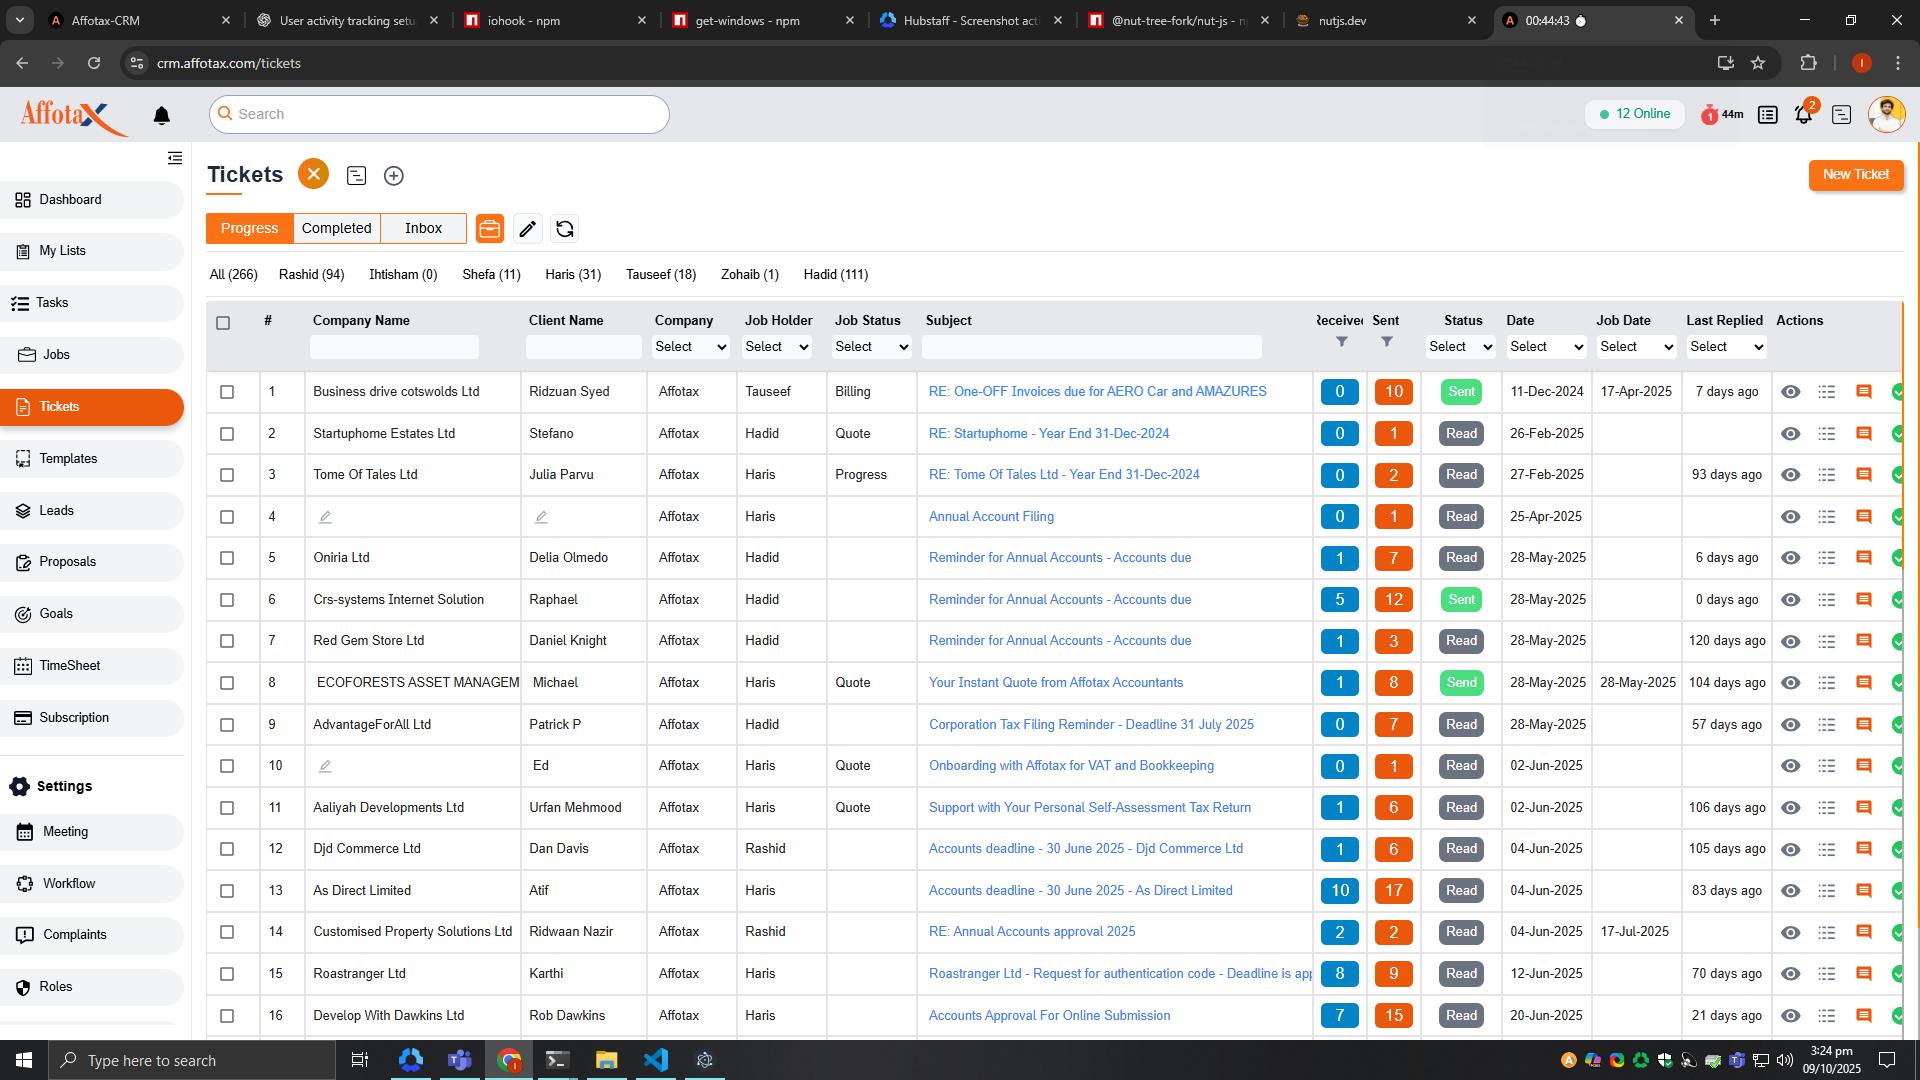 Affotax-CRM
User activity tracking setu
iohook - npm
get-windows - npm
Hubstaff - Screenshot acti
@nut-tree-fork/nut-js - n
nutjs.dev
00:44:43
crm.affotax.com/tickets
I
AffotaX
Search
12 Online
1
44m
2
Tickets
New Ticket
Dashboard
My Lists
Tasks
Jobs
Tickets
Templates
Leads
Proposals
Goals
TimeSheet
Subscription
Settings
Meeting
Workflow
Complaints
Roles
Progress Completed Inbox
All (266) Rashid (94) Ihtisham (0) Shefa (11) Haris (31) Tauseef (18) Zohaib (1) Hadid (111)
# Company Name Client Name Company Job Holder Job Status Subject Received Sent Status Date Job Date Last Replied Actions
Select Select Select Select Select Select Select
1 Business drive cotswolds Ltd Ridzuan Syed Affotax Tauseef Billing RE: One-OFF Invoices due for AERO Car and AMAZURES 0 10 Sent 11-Dec-2024 17-Apr-2025 7 days ago
2 Startuphome Estates Ltd Stefano Affotax Hadid Quote RE: Startuphome - Year End 31-Dec-2024 0 1 Read 26-Feb-2025
3 Tome Of Tales Ltd Julia Parvu Affotax Haris Progress RE: Tome Of Tales Ltd - Year End 31-Dec-2024 0 2 Read 27-Feb-2025 93 days ago
4 Affotax Haris Annual Account Filing 0 1 Read 25-Apr-2025
5 Oniria Ltd Delia Olmedo Affotax Hadid Reminder for Annual Accounts - Accounts due 1 7 Read 28-May-2025 6 days ago
6 Crs-systems Internet Solution Raphael Affotax Hadid Reminder for Annual Accounts - Accounts due 5 12 Sent 28-May-2025 0 days ago
7 Red Gem Store Ltd Daniel Knight Affotax Hadid Reminder for Annual Accounts - Accounts due 1 3 Read 28-May-2025 120 days ago
8 ECOFORESTS ASSET MANAGEM Michael Affotax Haris Quote Your Instant Quote from Affotax Accountants 1 8 Send 28-May-2025 28-May-2025 104 days ago
9 AdvantageForAll Ltd Patrick P Affotax Hadid Corporation Tax Filing Reminder - Deadline 31 July 2025 0 7 Read 28-May-2025 57 days ago
10 Ed Affotax Haris Quote Onboarding with Affotax for VAT and Bookkeeping 0 1 Read 02-Jun-2025
11 Aaliyah Developments Ltd Urfan Mehmood Affotax Haris Quote Support with Your Personal Self-Assessment Tax Return 1 6 Read 02-Jun-2025 106 days ago
12 Djd Commerce Ltd Dan Davis Affotax Rashid Accounts deadline - 30 June 2025 - Djd Commerce Ltd 1 6 Read 04-Jun-2025 105 days ago
13 As Direct Limited Atif Affotax Haris Accounts deadline - 30 June 2025 - As Direct Limited 10 17 Read 04-Jun-2025 83 days ago
14 Customised Property Solutions Ltd Ridwaan Nazir Affotax Rashid RE: Annual Accounts approval 2025 2 2 Read 04-Jun-2025 17-Jul-2025
15 Roastranger Ltd Karthi Affotax Haris Roastranger Ltd - Request for authentication code - Deadline is app 8 9 Read 12-Jun-2025 70 days ago
16 Develop With Dawkins Ltd Rob Dawkins Affotax Haris Accounts Approval For Online Submission 7 15 Read 20-Jun-2025 21 days ago
Type here to search
3:24 pm
09/10/2025